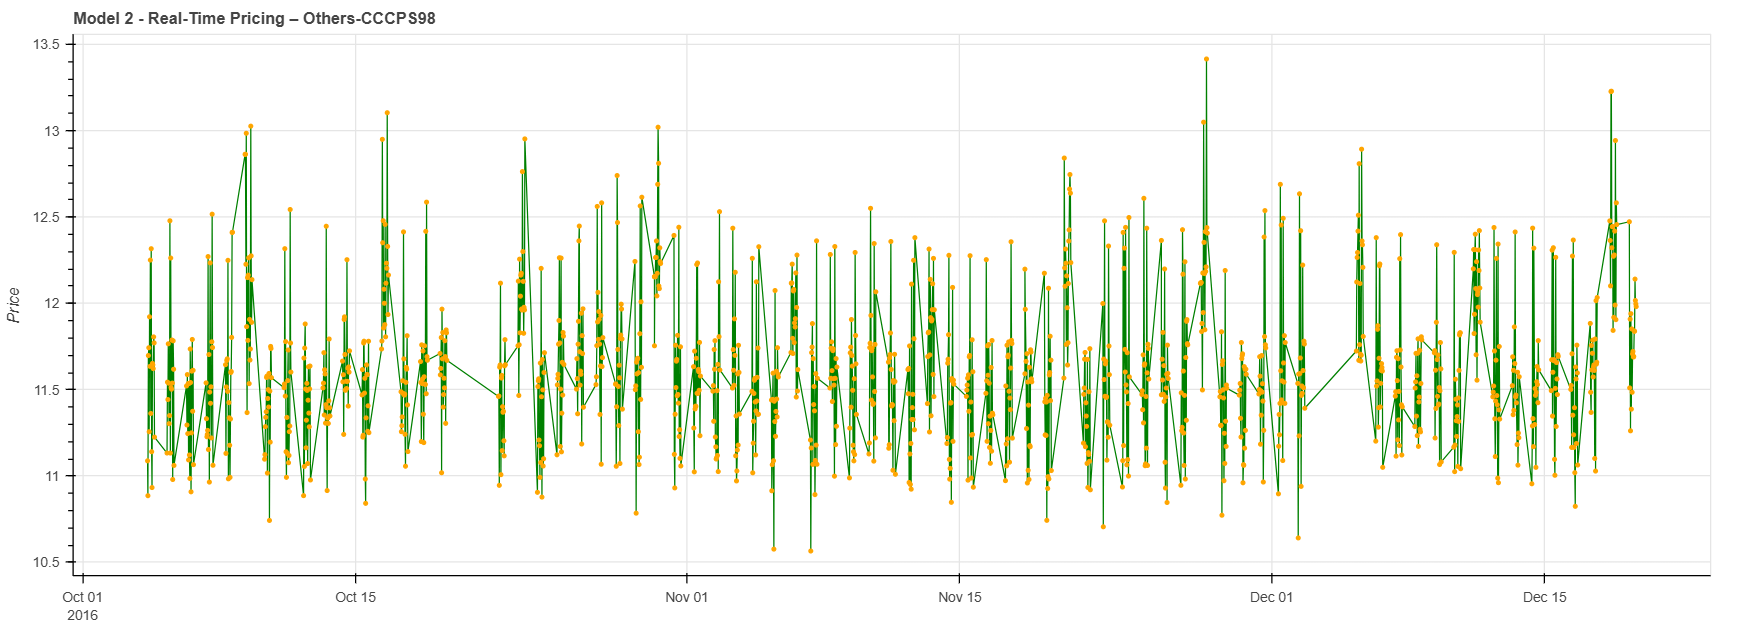 Model 2 - Real-Time Pricing – Others-CCCPS98
13.5
13
12.5
12
11.5
11
10.5
Price
Oct 01
2016
Oct 15
Nov 01
Nov 15
Dec 01
Dec 15